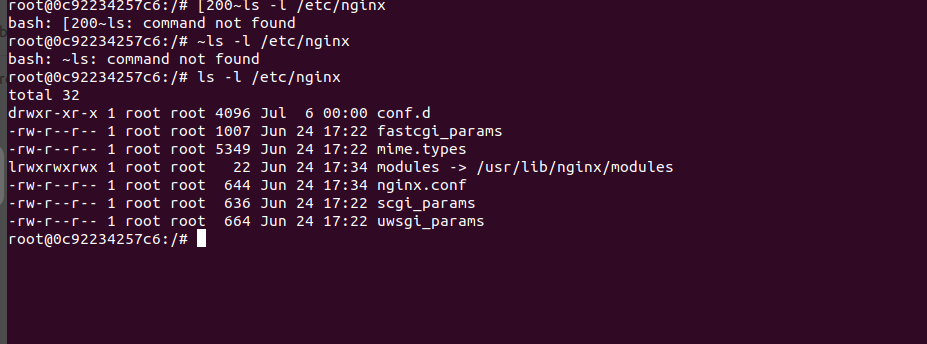 root@0c92234257c6:/# [200~ls -l /etc/nginx
bash: [200~ls: command not found
root@0c92234257c6:/# ~ls -l /etc/nginx
bash: ~ls: command not found
root@0c92234257c6:/# ls -l /etc/nginx
total 32
drwxr-xr-x 1 root root 4096 Jul  6 00:00 conf.d
-rw-r--r-- 1 root root 1007 Jun 24 17:22 fastcgi_params
-rw-r--r-- 1 root root 5349 Jun 24 17:22 mime.types
lrwxrwxrwx 1 root root   22 Jun 24 17:34 modules -> /usr/lib/nginx/modules
-rw-r--r-- 1 root root  644 Jun 24 17:34 nginx.conf
-rw-r--r-- 1 root root  636 Jun 24 17:22 scgi_params
-rw-r--r-- 1 root root  664 Jun 24 17:22 uwsgi_params
root@0c92234257c6:/#